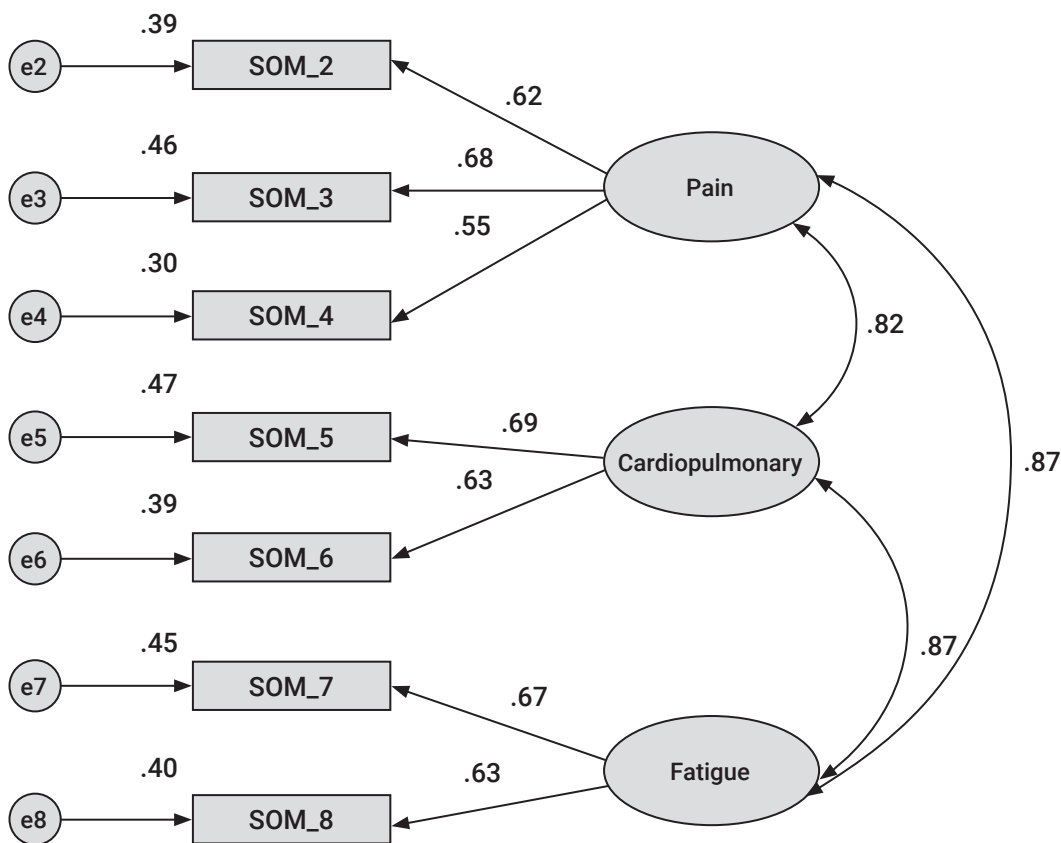 .39
e2
SOM_2
.62
.46
e3
SOM_3
.68
Pain
.55
.30
e4
SOM_4
.82
.47
e5
SOM_5
.69
Cardiopulmonary
.87
.63
.39
e6
SOM_6
.45
e7
SOM_7
.67
.87
Fatigue
.40
e8
SOM_8
.63